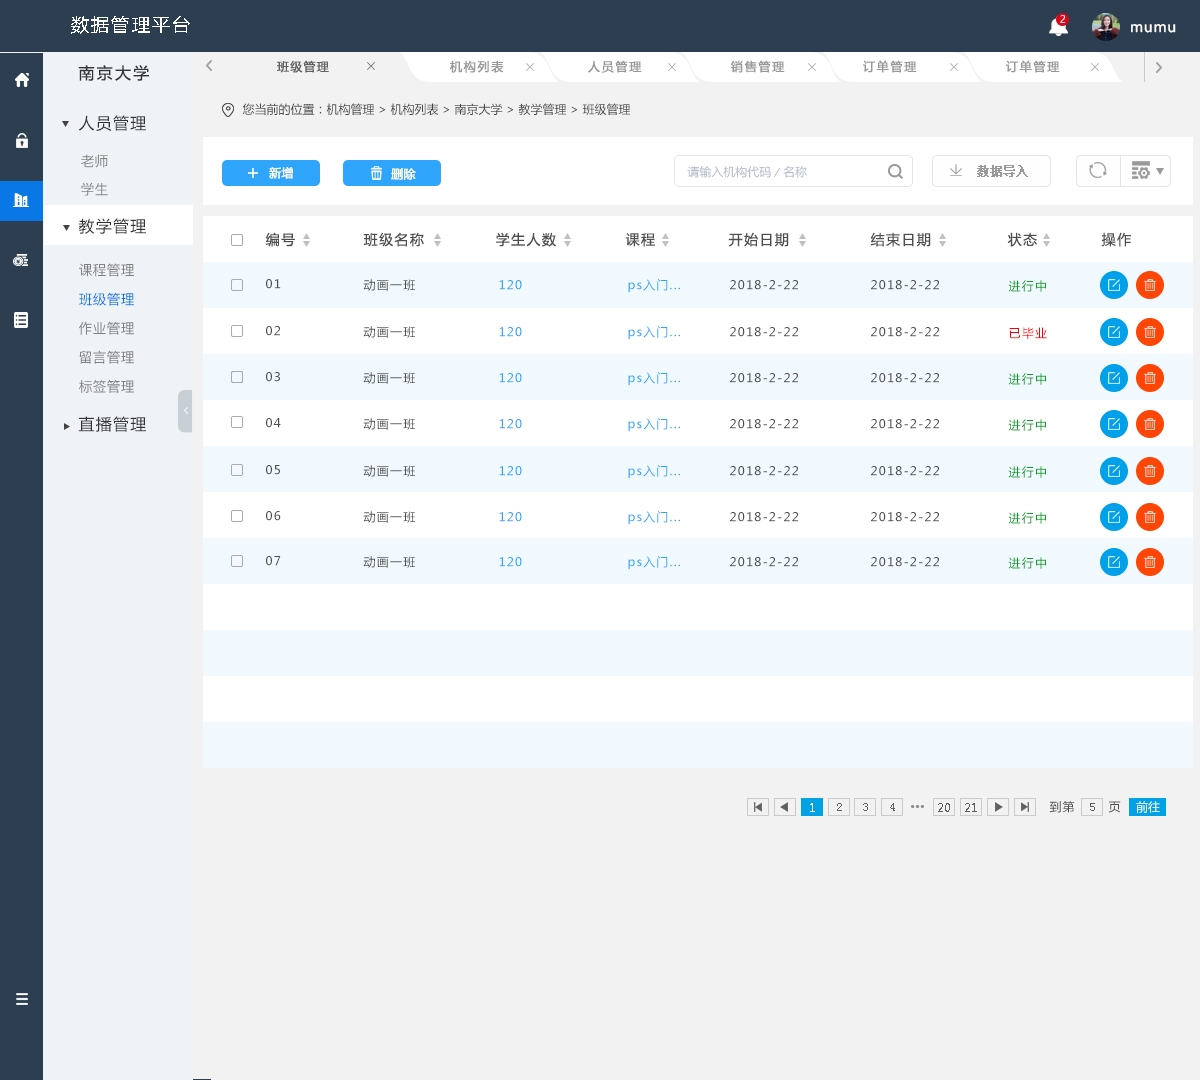 数据管理平台
2
mumu
南京大学
班级管理 机构列表 人员管理 销售管理 订单管理 订单管理
您当前的位置：机构管理 > 机构列表 > 南京大学 > 教学管理 > 班级管理
人员管理
老师
学生
教学管理
课程管理
班级管理
作业管理
留言管理
标签管理
直播管理
新增 删除 请输入机构代码 / 名称 数据导入
编号 班级名称 学生人数 课程 开始日期 结束日期 状态 操作
01 动画一班 120 ps入门... 2018-2-22 2018-2-22 进行中
02 动画一班 120 ps入门... 2018-2-22 2018-2-22 已毕业
03 动画一班 120 ps入门... 2018-2-22 2018-2-22 进行中
04 动画一班 120 ps入门... 2018-2-22 2018-2-22 进行中
05 动画一班 120 ps入门... 2018-2-22 2018-2-22 进行中
06 动画一班 120 ps入门... 2018-2-22 2018-2-22 进行中
07 动画一班 120 ps入门... 2018-2-22 2018-2-22 进行中
1 2 3 4 ••• 20 21 到第 5 页 前往